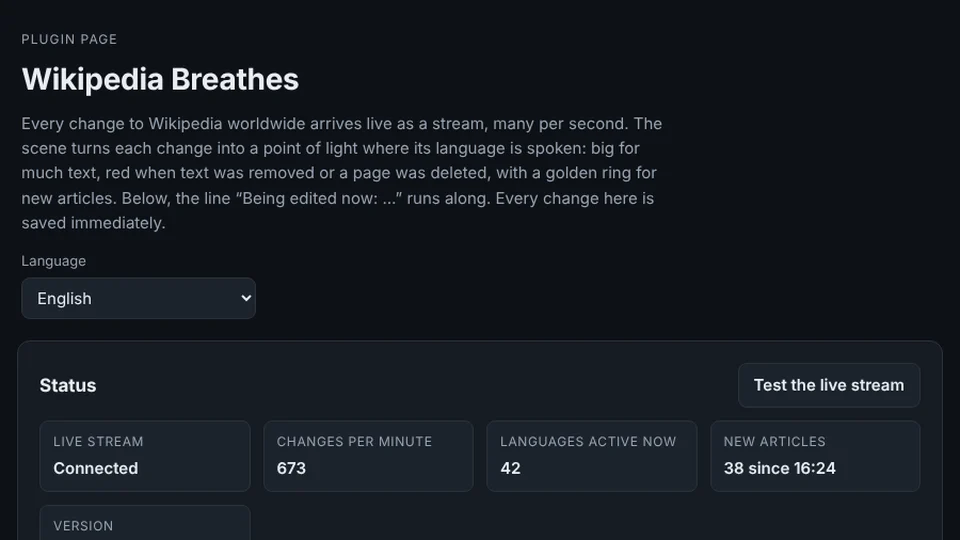 PLUGIN PAGE
Wikipedia Breathes
Every change to Wikipedia worldwide arrives live as a stream, many per second. The
scene turns each change into a point of light where its language is spoken: big for
much text, red when text was removed or a page was deleted, with a golden ring for
new articles. Below, the line “Being edited now: …” runs along. Every change here is
saved immediately.
Language
English
Status
Test the live stream
LIVE STREAM
Connected
CHANGES PER MINUTE
673
LANGUAGES ACTIVE NOW
42
NEW ARTICLES
38 since 16:24
VERSION